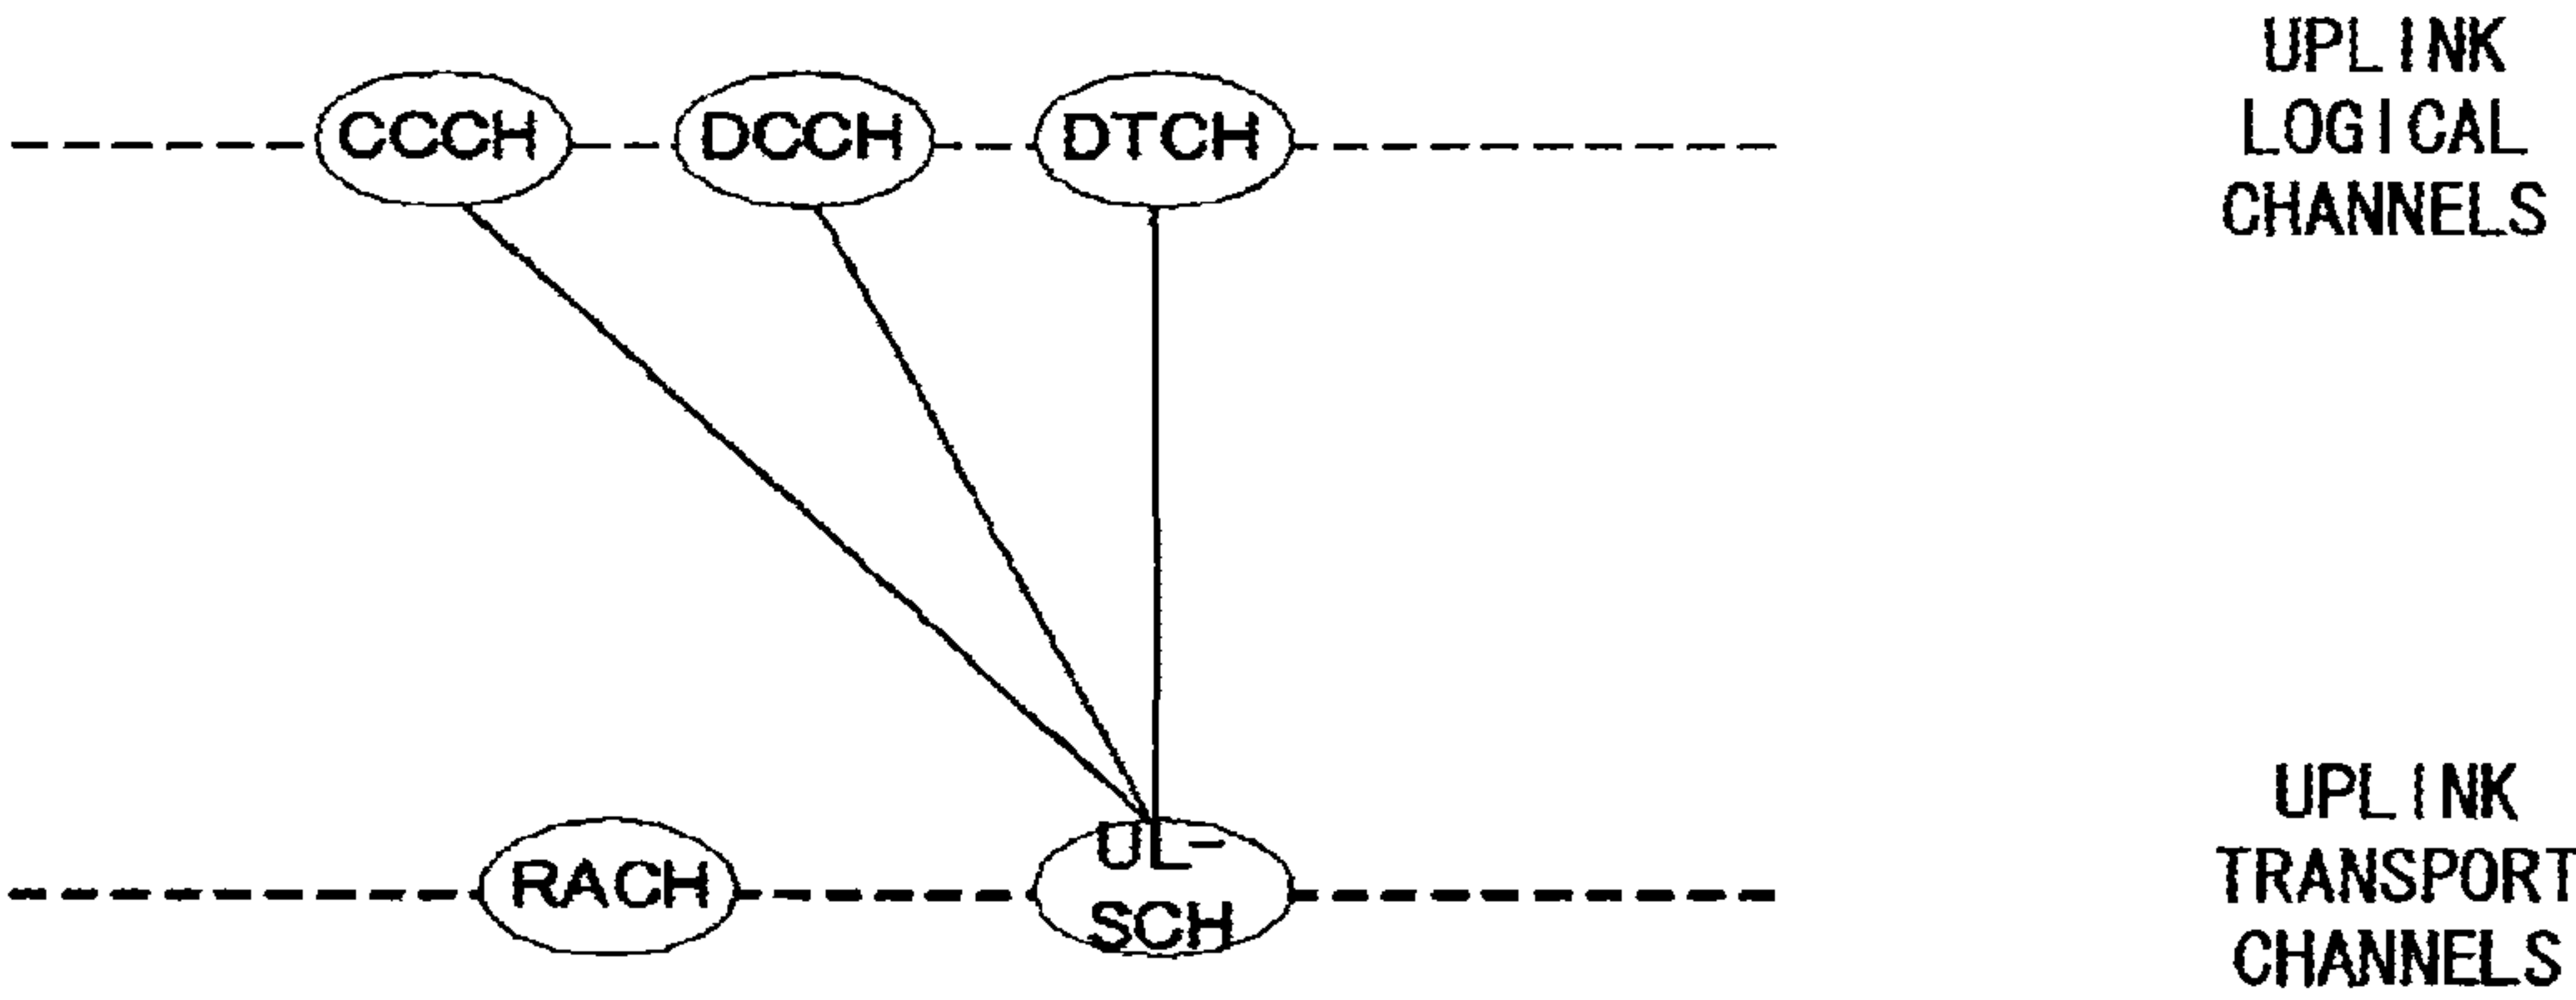 UPLINK
LOGICAL
CHANNELS
CCCH
DCCH
DTCH
UPLINK
TRANSPORT
CHANNELS
RACH
UL-
SCH